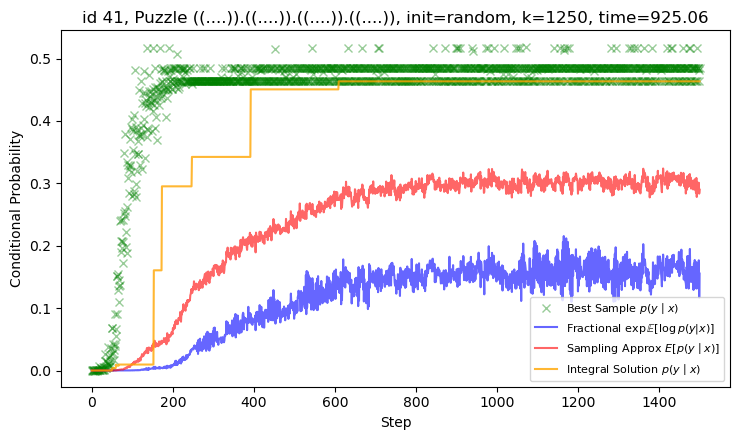 id 41, Puzzle ((....)).((....)).((....)).((....)), init=random, k=1250, time=925.06
Conditional Probability
0.5
0.4
0.3
0.2
0.1
0.0
Best Sample p(y | x)
Fractional exp𝔼[log p(y|x)]
Sampling Approx E[p(y | x)]
Integral Solution p(y | x)
0 200 400 600 800 1000 1200 1400
Step